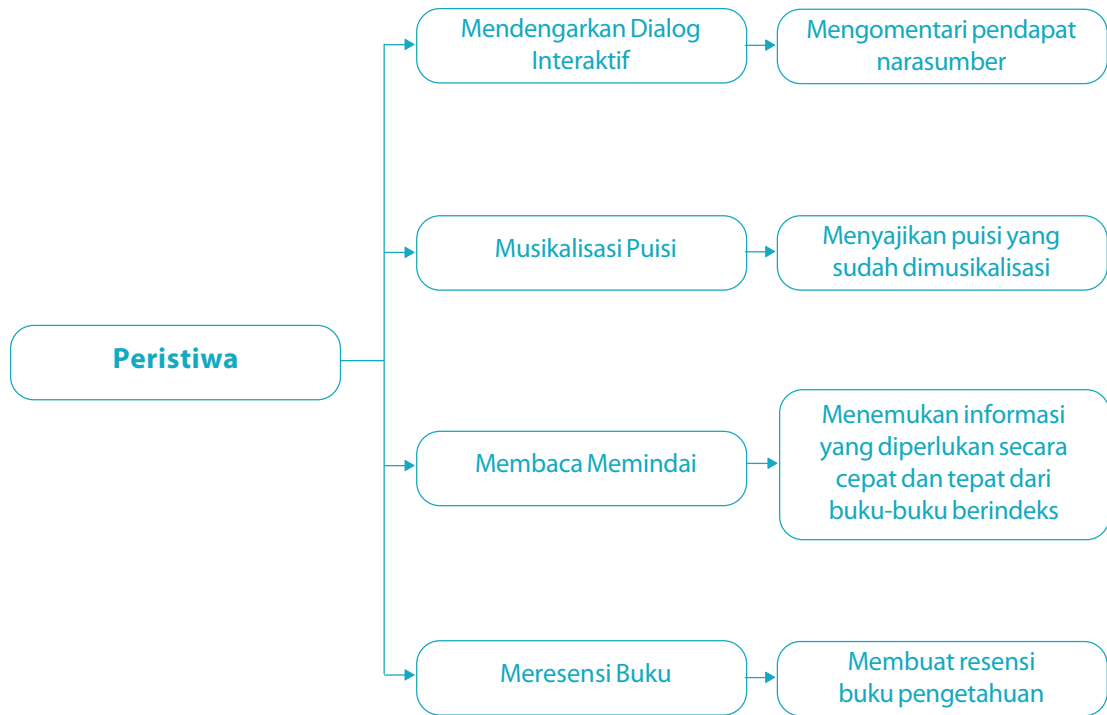 Mendengarkan Dialog
Interaktif
Mengomentari pendapat
narasumber
Musikalisasi Puisi
Menyajikan puisi yang
sudah dimusikalisasi
Peristiwa
Membaca Memindai
Menemukan informasi
yang diperlukan secara
cepat dan tepat dari
buku-buku berindeks
Meresensi Buku
Membuat resensi
buku pengetahuan